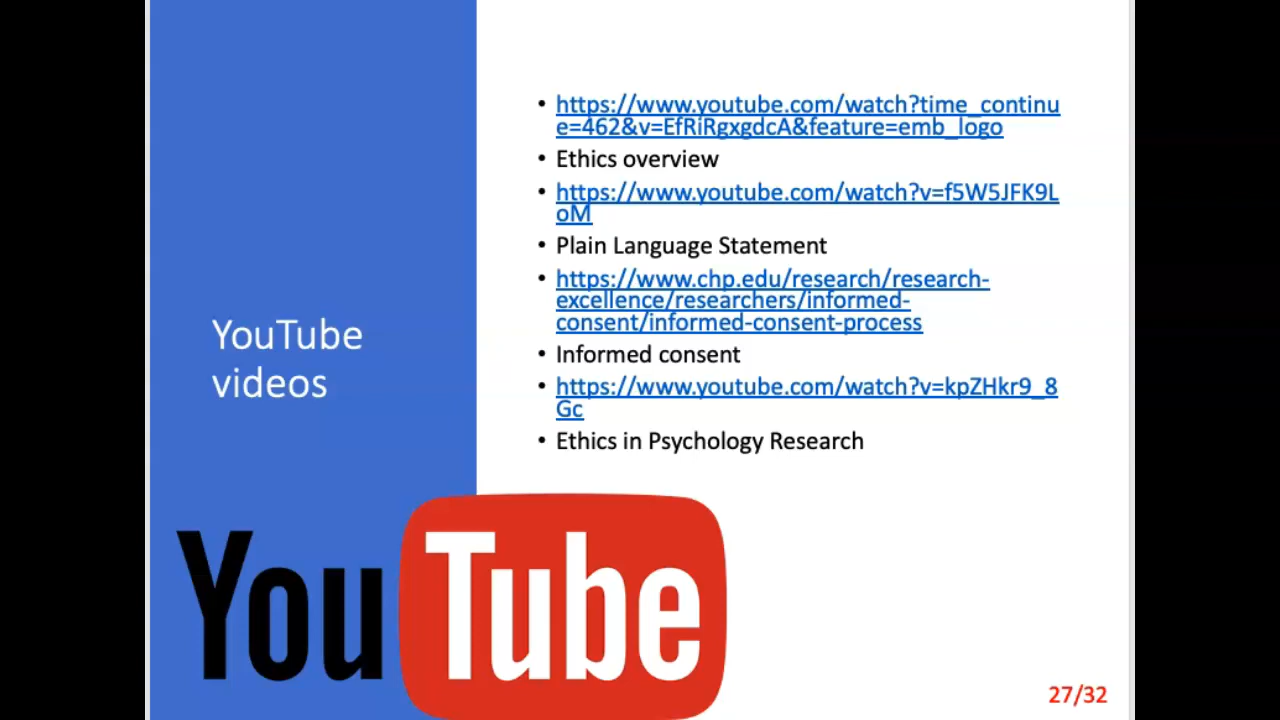 YouTube
videos
• https://www.youtube.com/watch?time_continu
e=462&v=EfRiRgxgdcA&feature=emb_logo
• Ethics overview
• https://www.youtube.com/watch?v=f5W5JFK9L
oM
• Plain Language Statement
• https://www.chp.edu/research/research-
excellence/researchers/informed-
consent/informed-consent-process
• Informed consent
• https://www.youtube.com/watch?v=kpZHkr9_8
Gc
• Ethics in Psychology Research
YouTube
27/32